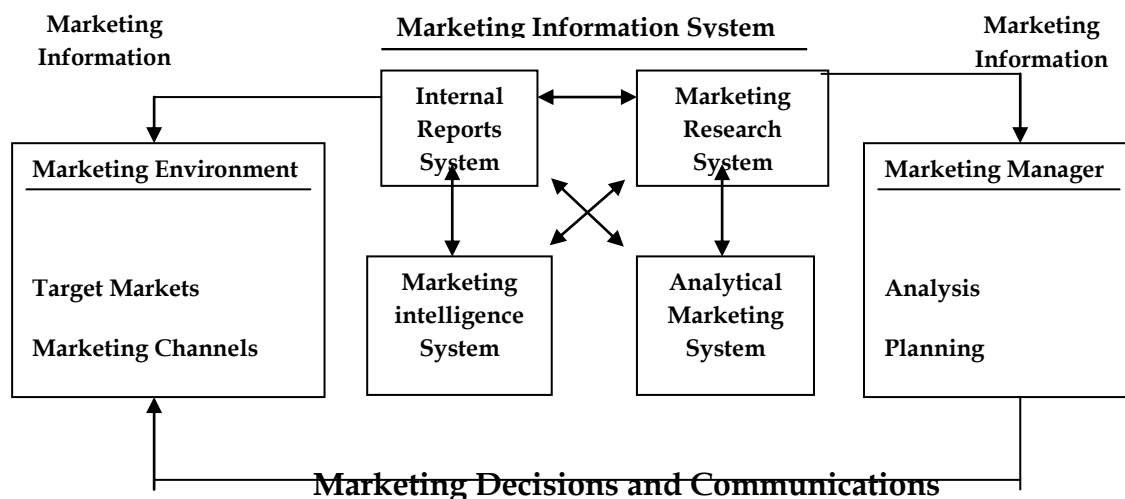 Marketing
Information
Marketing Information System
Marketing
Information
Internal
Reports
System
Marketing
Research
System
Marketing Environment
Target Markets
Marketing Channels
Marketing
intelligence
System
Analytical
Marketing
System
Marketing Manager
Analysis
Planning
Marketing Decisions and Communications